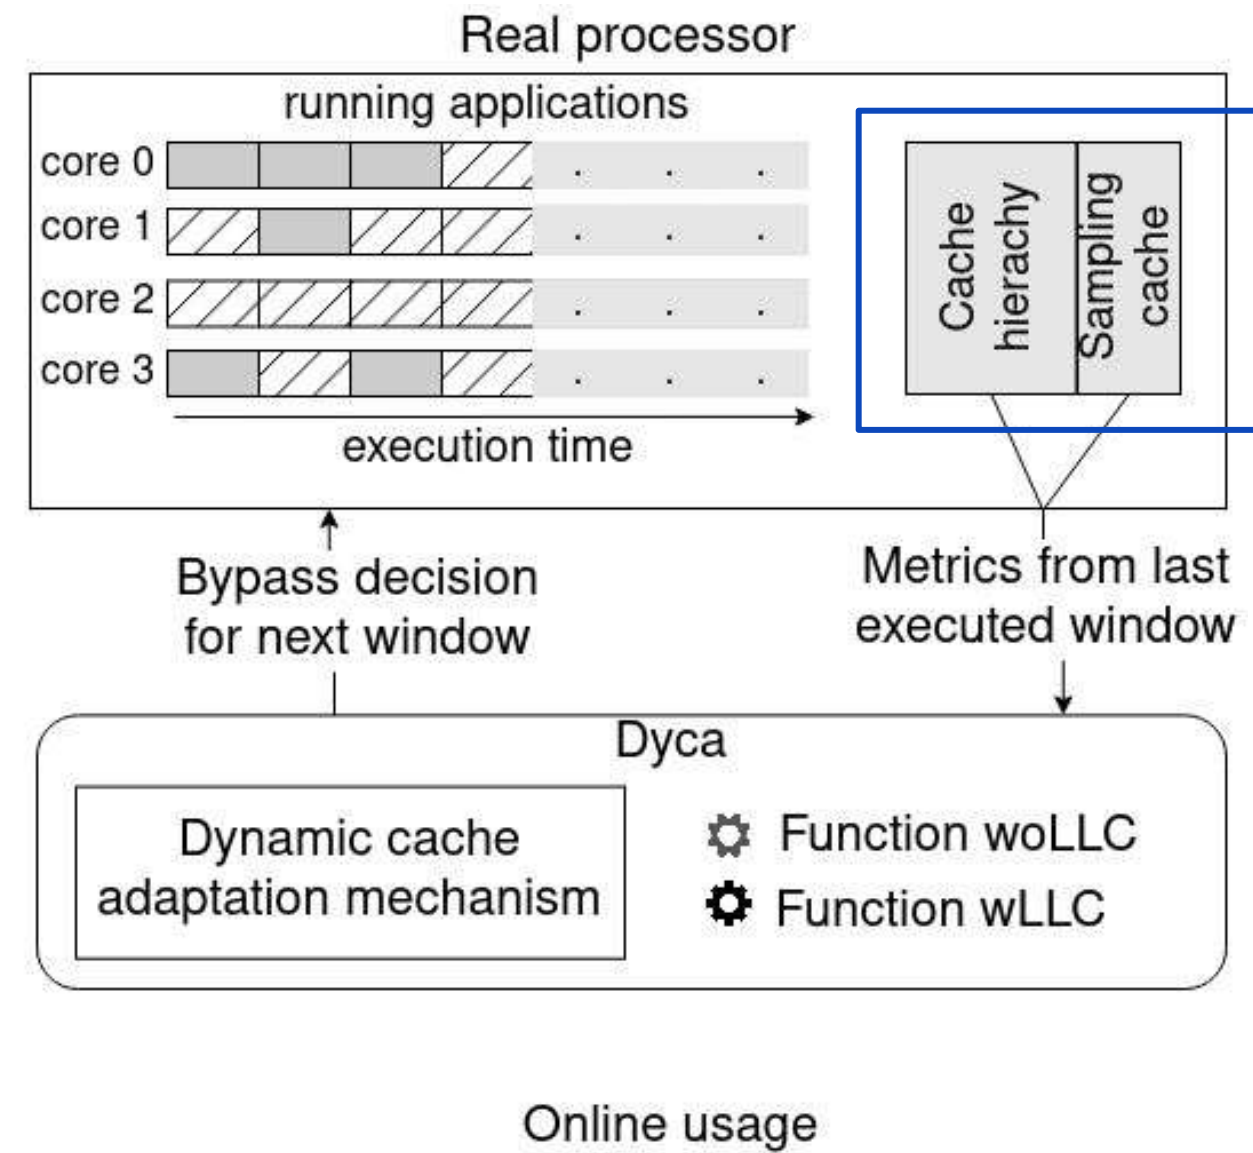 Real processor
running applications
core 0
. . .
core 1
. . .
core 2
. . .
core 3
. . .
execution time
Cache
hierachy
Sampling
cache
Bypass decision
for next window
Metrics from last
executed window
Dyca
Dynamic cache
adaptation mechanism
Function woLLC
Function wLLC
Online usage